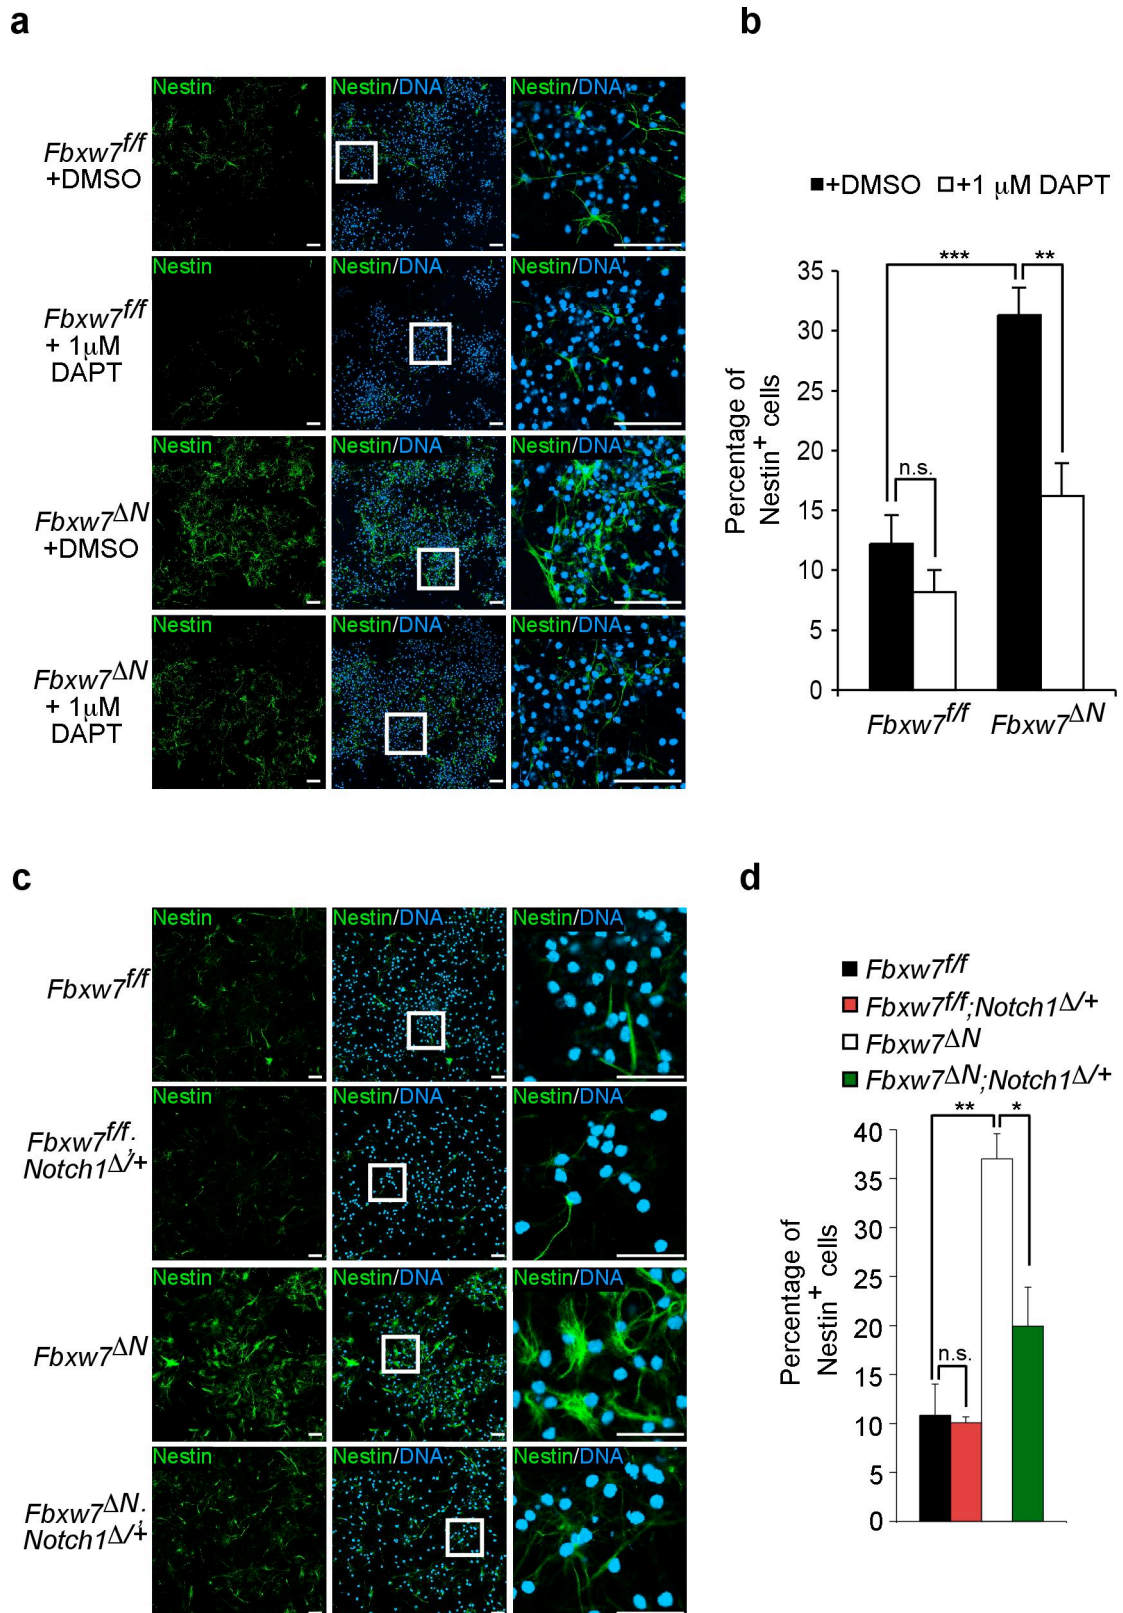 a
Nestin
Nestin/DNA
Nestin/DNA
Fbxw7f/f
+DMSO
Nestin
Nestin/DNA
Nestin/DNA
Fbxw7f/f
+ 1μM
DAPT
Nestin
Nestin/DNA
Nestin/DNA
Fbxw7ΔN
+DMSO
Nestin
Nestin/DNA
Nestin/DNA
Fbxw7ΔN
+ 1μM
DAPT
b
+DMSO +1 μM DAPT
*** **
n.s.
Percentage of
Nestin+ cells
35
30
25
20
15
10
5
0
Fbxw7f/f Fbxw7ΔN
c
Nestin
Nestin/DNA
Nestin/DNA
Fbxw7f/f
Nestin
Nestin/DNA
Nestin/DNA
Fbxw7f/f;
Notch1Δ/+
Nestin
Nestin/DNA
Nestin/DNA
Fbxw7ΔN
Nestin
Nestin/DNA
Nestin/DNA
Fbxw7ΔN;
Notch1Δ/+
d
Fbxw7f/f
Fbxw7f/f;Notch1Δ/+
Fbxw7ΔN
Fbxw7ΔN;Notch1Δ/+
** *
n.s.
Percentage of
Nestin+ cells
40
35
30
25
20
15
10
5
0